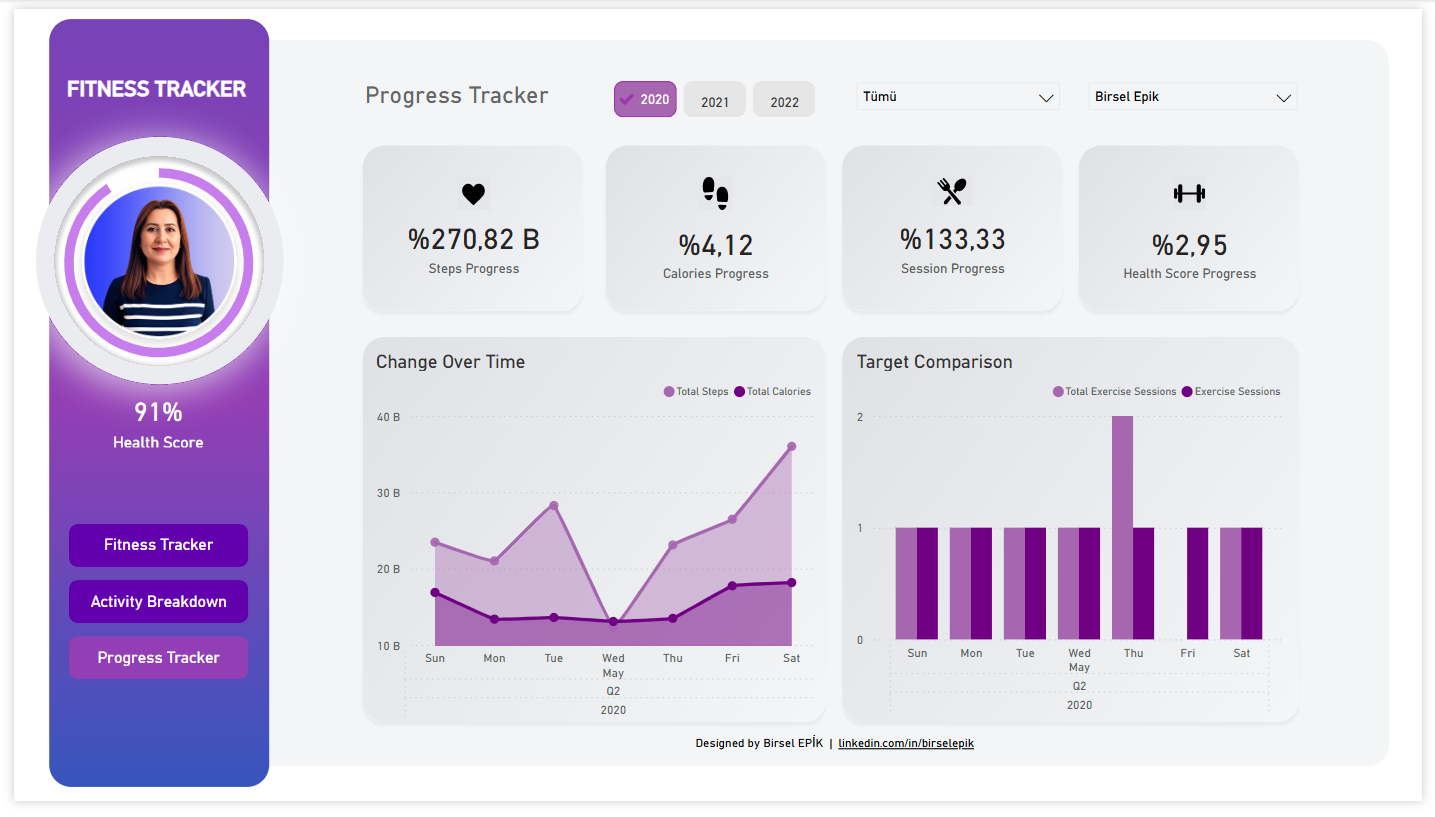 FITNESS TRACKER
91%
Health Score
Fitness Tracker
Activity Breakdown
Progress Tracker
Progress Tracker
2020
2021
2022
Tümü
Birsel Epik
%270,82 B
Steps Progress
%4,12
Calories Progress
%133,33
Session Progress
%2,95
Health Score Progress
Change Over Time
Total Steps Total Calories
40 B
30 B
20 B
10 B
Sun Mon Tue Wed Thu Fri Sat
May
Q2
2020
Target Comparison
Total Exercise Sessions Exercise Sessions
2
1
0
Sun Mon Tue Wed Thu Fri Sat
May
Q2
2020
Designed by Birsel EPİK | linkedin.com/in/birselepik